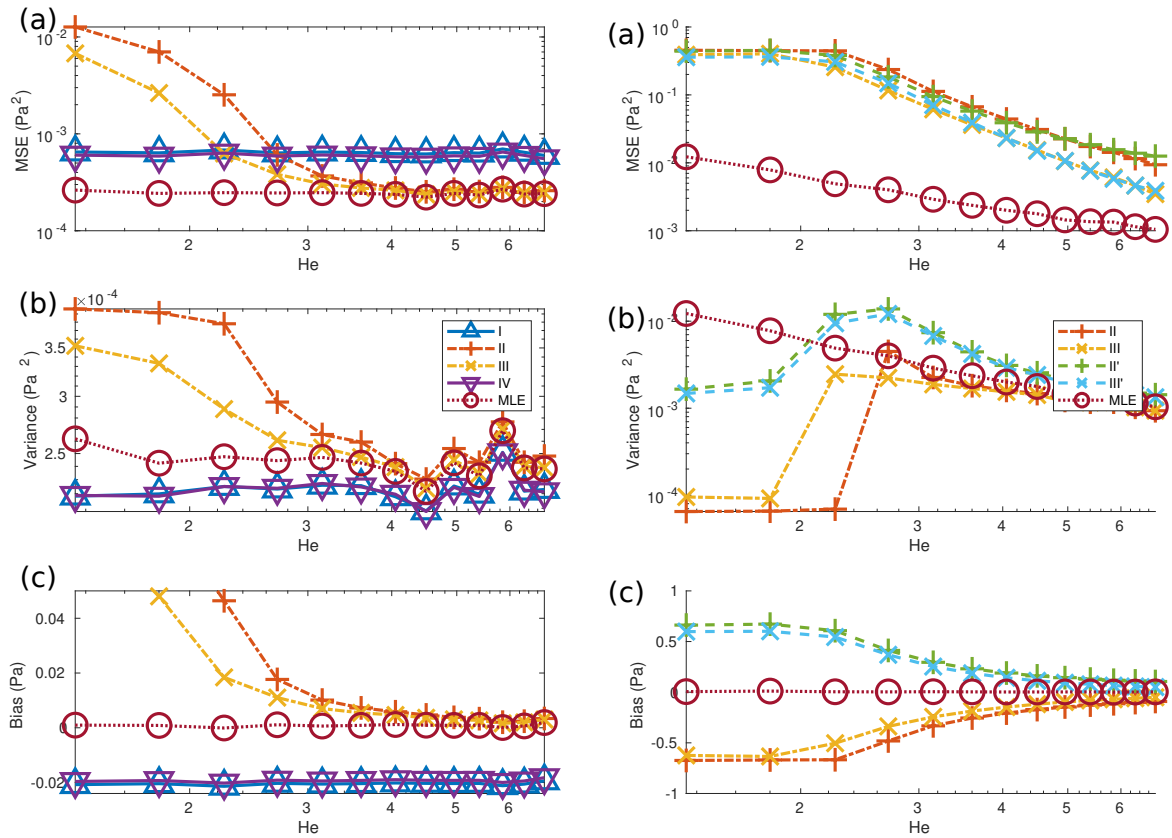 (a)
10^-2
10^-3
10^-4
MSE (Pa^2)
2 3 4 5 6
He
(b)
×10^-4
3.5
3
2.5
Variance (Pa^2)
I
II
III
IV
MLE
2 3 4 5 6
He
(c)
0.04
0.02
0
-0.02
Bias (Pa)
2 3 4 5 6
He
(a)
10^0
10^-1
10^-2
10^-3
MSE (Pa^2)
2 3 4 5 6
He
(b)
10^-2
10^-3
10^-4
Variance (Pa^2)
II
III
II'
III'
MLE
2 3 4 5 6
He
(c)
1
0.5
0
-0.5
-1
Bias (Pa)
2 3 4 5 6
He